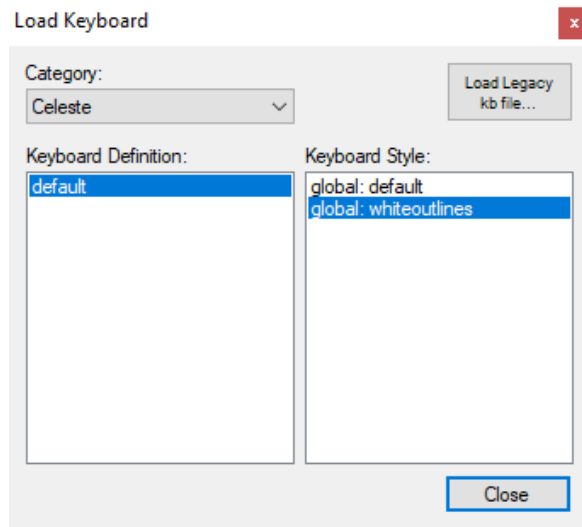 Load Keyboard
x
Category:
Celeste
Load Legacy
kb file...
Keyboard Definition:
default
Keyboard Style:
global: default
global: whiteoutlines
Close